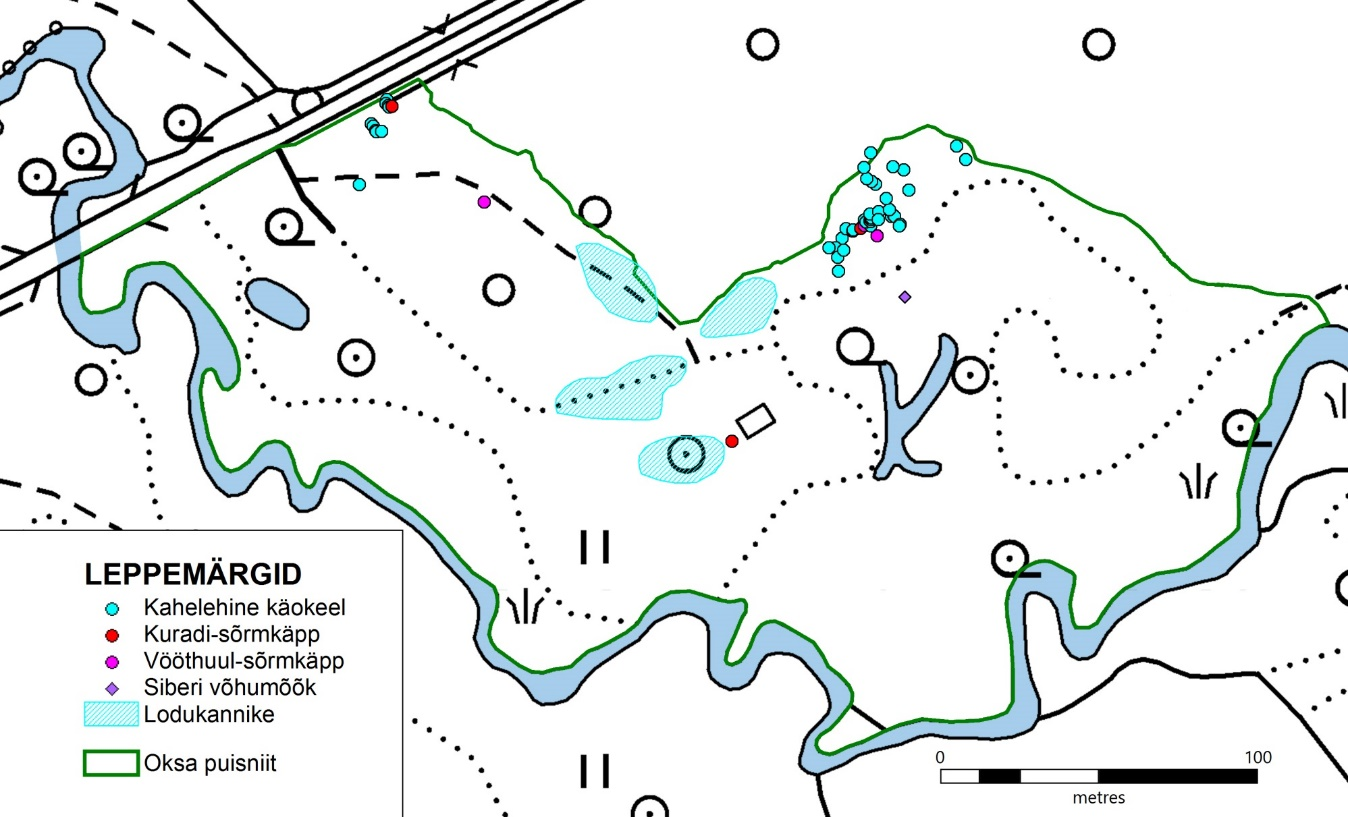 LEPPEMÄRGID
Kahelehine käokeel
Kuradi-sõrmkäpp
Vööthuul-sõrmkäpp
Siberi võhumõõk
Lodukannike
Oksa puisniit
0 100
metres